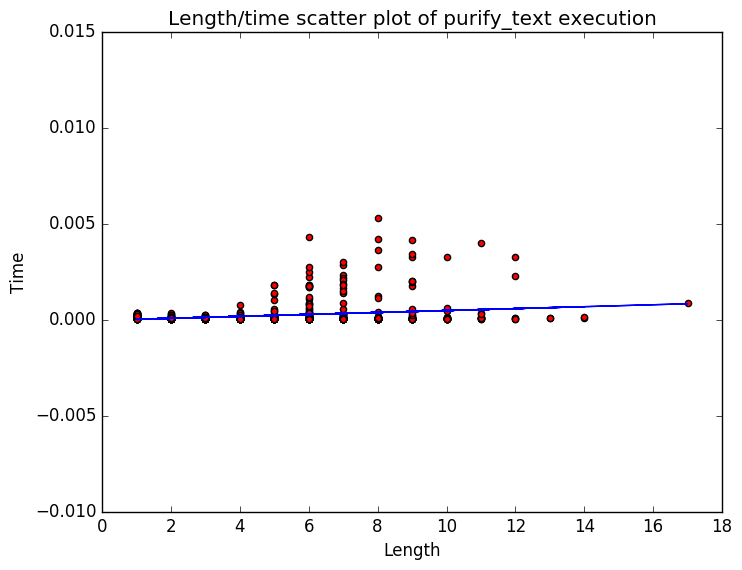 Length/time scatter plot of purify_text execution
0.015
0.010
0.005
0.000
−0.005
−0.010
Time
0 2 4 6 8 10 12 14 16 18
Length